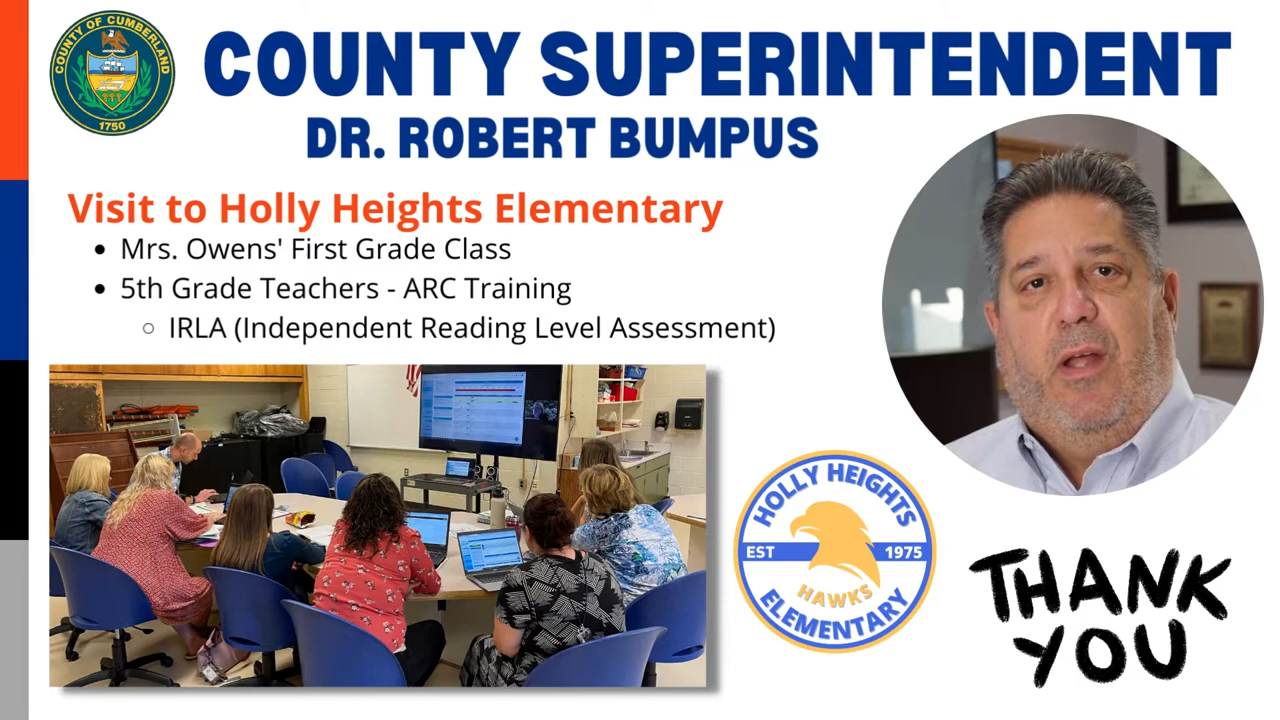 COUNTY OF CUMBERLAND
1750
COUNTY SUPERINTENDENT
DR. ROBERT BUMPUS
Visit to Holly Heights Elementary
• Mrs. Owens' First Grade Class
• 5th Grade Teachers - ARC Training
○ IRLA (Independent Reading Level Assessment)
HOLLY HEIGHTS
EST 1975
HAWKS
ELEMENTARY
THANK
YOU